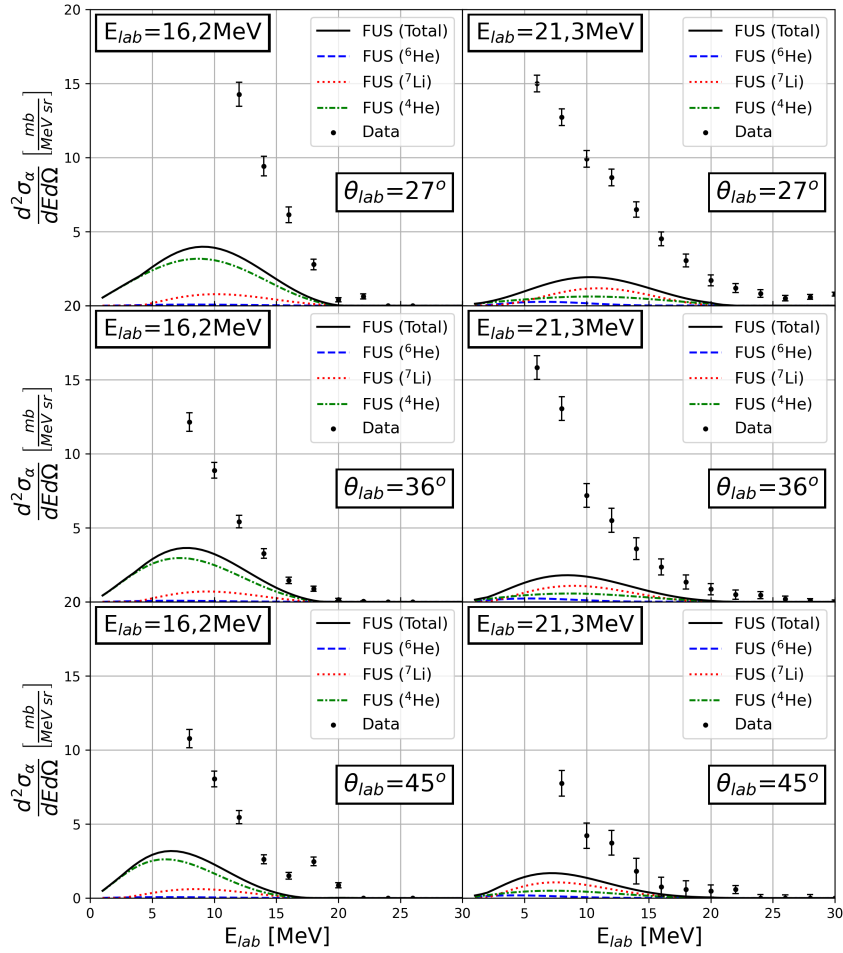 E_lab=16,2MeV
FUS (Total)
FUS (⁶He)
FUS (⁷Li)
FUS (⁴He)
Data
θ_lab=27º
E_lab=21,3MeV
FUS (Total)
FUS (⁶He)
FUS (⁷Li)
FUS (⁴He)
Data
θ_lab=27º
20
15
10
5
d²σ_α/dEdΩ [mb/MeV sr]
E_lab=16,2MeV
FUS (Total)
FUS (⁶He)
FUS (⁷Li)
FUS (⁴He)
Data
θ_lab=36º
E_lab=21,3MeV
FUS (Total)
FUS (⁶He)
FUS (⁷Li)
FUS (⁴He)
Data
θ_lab=36º
20
15
10
5
d²σ_α/dEdΩ [mb/MeV sr]
E_lab=16,2MeV
FUS (Total)
FUS (⁶He)
FUS (⁷Li)
FUS (⁴He)
Data
θ_lab=45º
E_lab=21,3MeV
FUS (Total)
FUS (⁶He)
FUS (⁷Li)
FUS (⁴He)
Data
θ_lab=45º
20
15
10
5
0
d²σ_α/dEdΩ [mb/MeV sr]
0 5 10 15 20 25 30 5 10 15 20 25 30
E_lab [MeV]
E_lab [MeV]